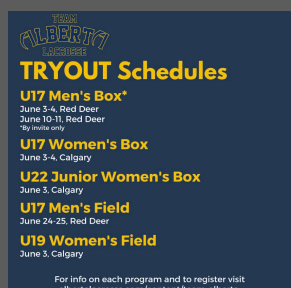 TEAM
ALBERTA
LACROSSE
TRYOUT Schedules
U17 Men's Box*
June 3-4, Red Deer
June 10-11, Red Deer
*By invite only
U17 Women's Box
June 3-4, Calgary
U22 Junior Women's Box
June 3, Calgary
U17 Men's Field
June 24-25, Red Deer
U19 Women's Field
June 3, Calgary
For info on each program and to register visit